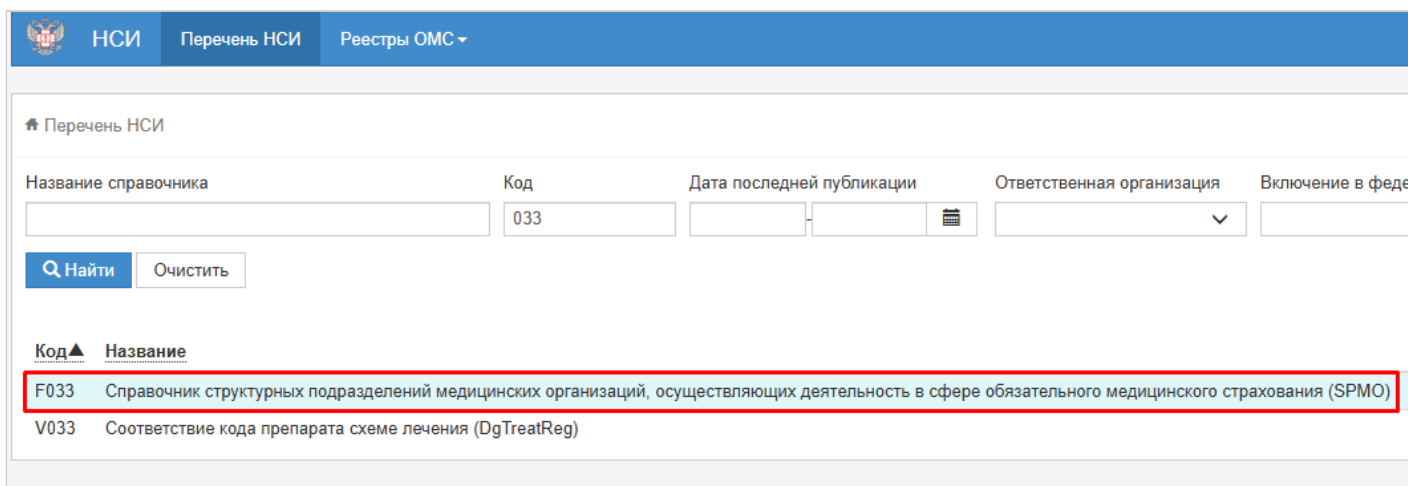 НСИ Перечень НСИ Реестры ОМС
Перечень НСИ
Название справочника Код Дата последней публикации Ответственная организация Включение в феде
033 -
Найти Очистить
Код▲ Название
F033 Справочник структурных подразделений медицинских организаций, осуществляющих деятельность в сфере обязательного медицинского страхования (SPMO)
V033 Соответствие кода препарата схеме лечения (DgTreatReg)